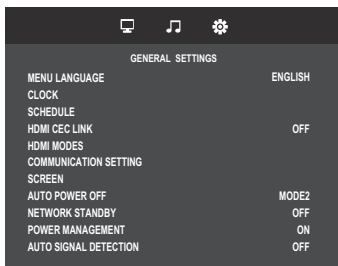 GENERAL SETTINGS
MENU LANGUAGE ENGLISH
CLOCK
SCHEDULE
HDMI CEC LINK OFF
HDMI MODES
COMMUNICATION SETTING
SCREEN
AUTO POWER OFF MODE2
NETWORK STANDBY OFF
POWER MANAGEMENT ON
AUTO SIGNAL DETECTION OFF